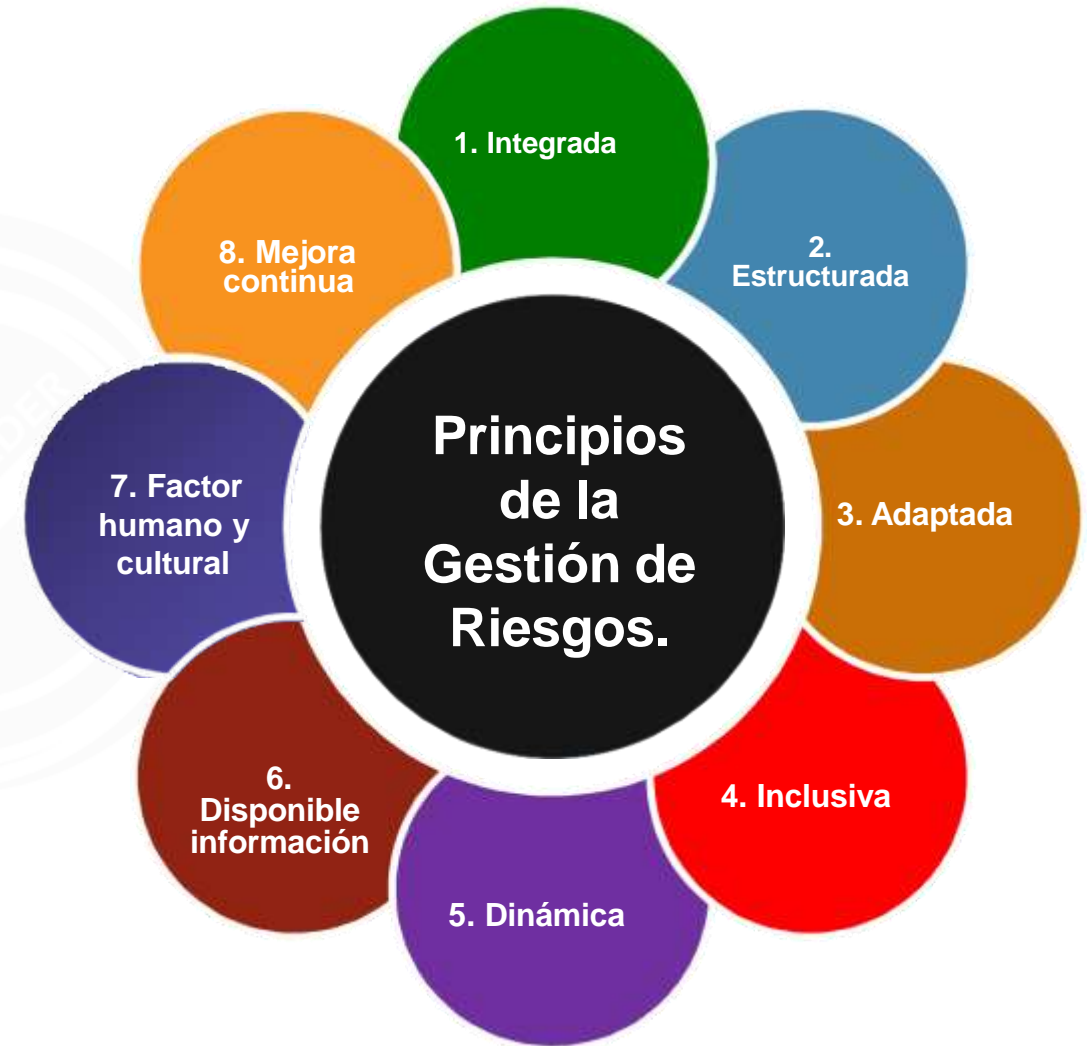 Principios
de la
Gestión de
Riesgos.
1. Integrada
2.
Estructurada
3. Adaptada
4. Inclusiva
5. Dinámica
6.
Disponible
información
7. Factor
humano y
cultural
8. Mejora
continua